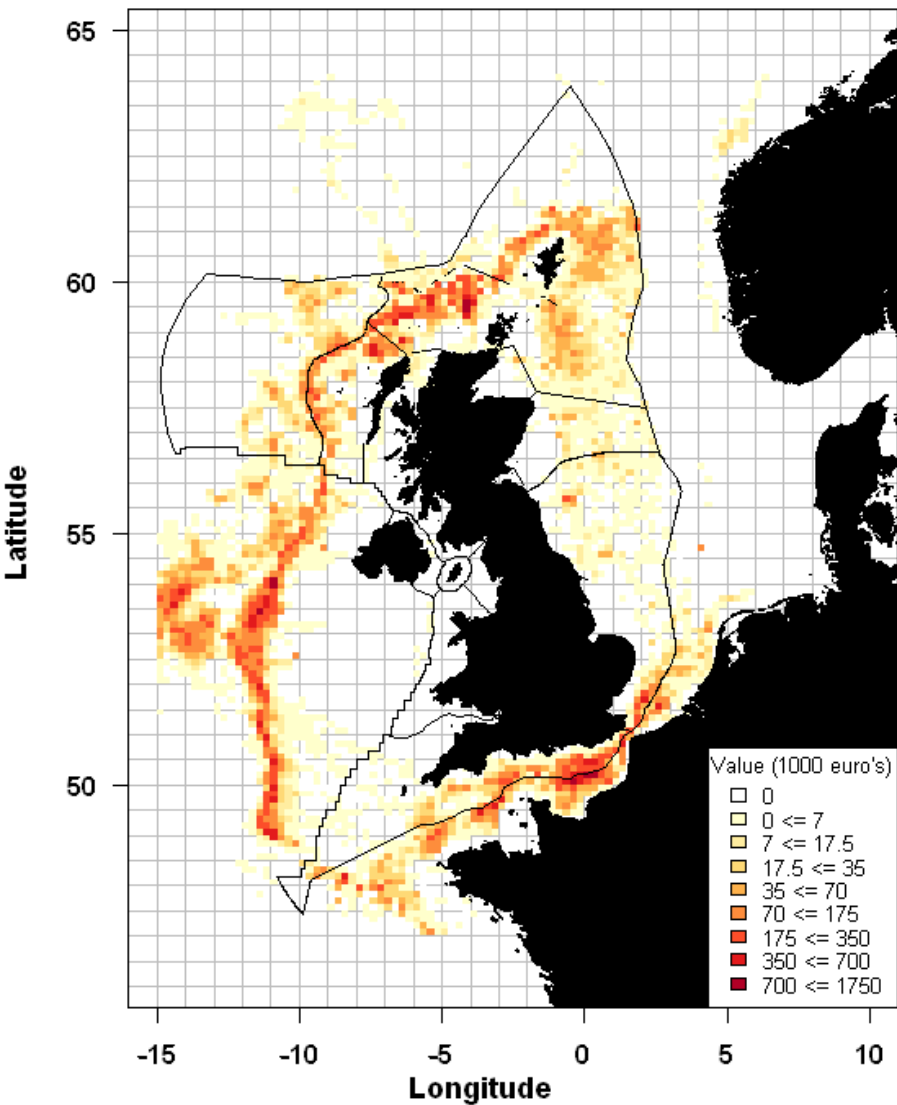 65
60
55
50
Latitude
Value (1000 euro's)
0
0 <= 7
7 <= 17.5
17.5 <= 35
35 <= 70
70 <= 175
175 <= 350
350 <= 700
700 <= 1750
-15 -10 -5 0 5 10
Longitude